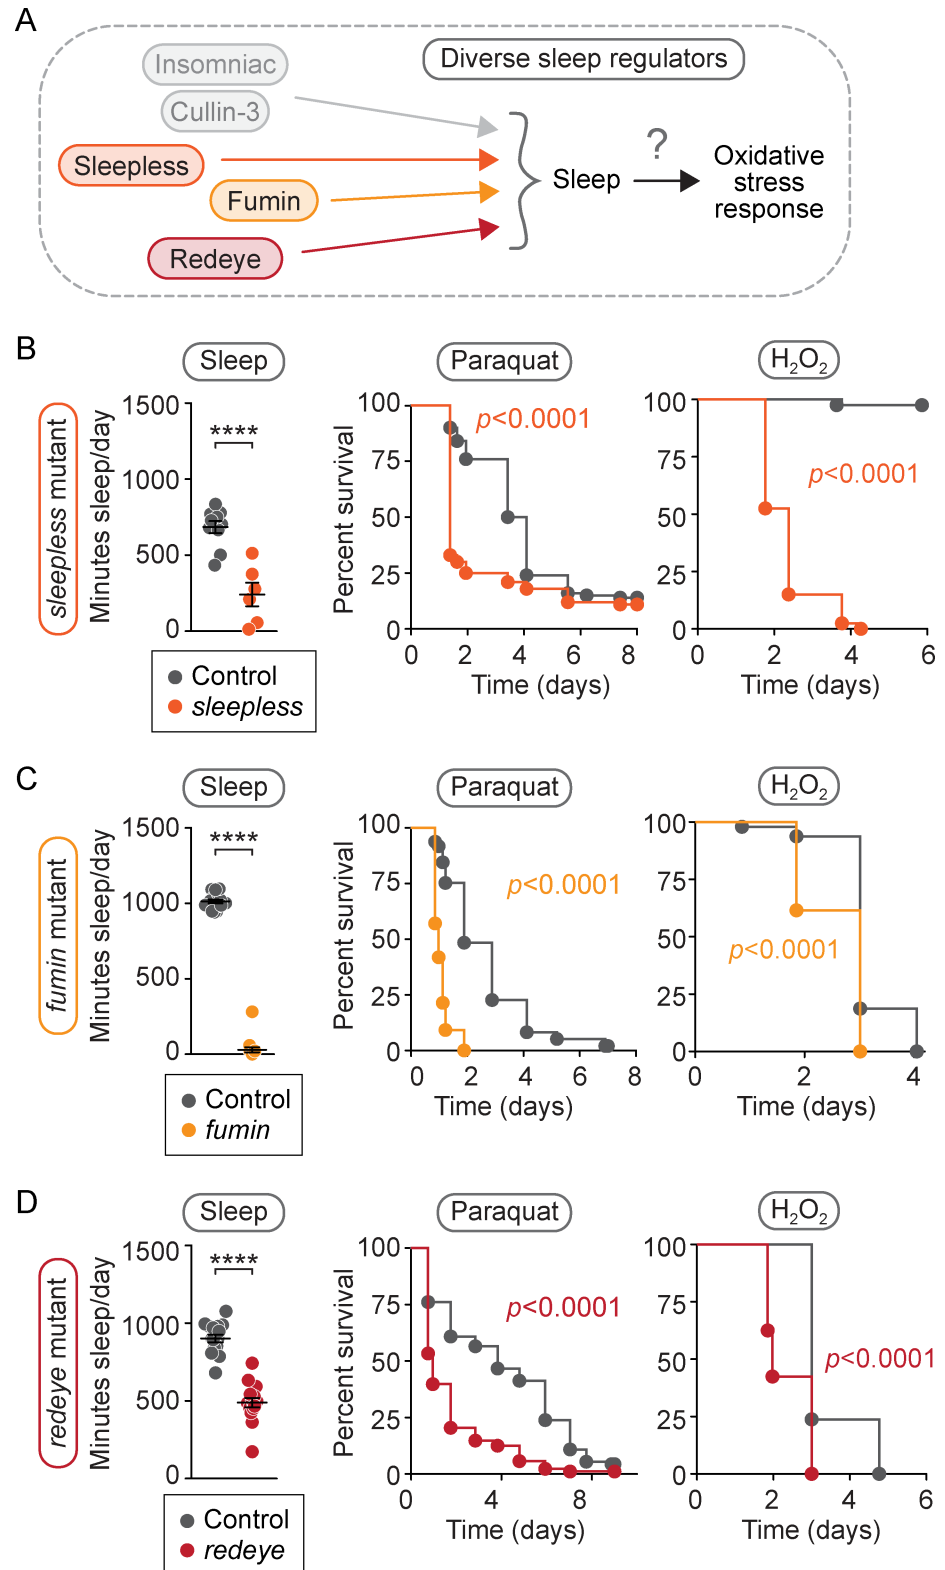 A
Insomniac
Cullin-3
Sleepless
Fumin
Redeye
Diverse sleep regulators
Sleep
?
Oxidative
stress
response
B
sleepless mutant
Sleep
Minutes sleep/day
1500
1000
500
0
****
Control
sleepless
Paraquat
Percent survival
100
75
50
25
0
p<0.0001
0 2 4 6 8
Time (days)
H2O2
100
75
50
25
0
p<0.0001
0 2 4 6
Time (days)
C
fumin mutant
Sleep
Minutes sleep/day
1500
1000
500
0
****
Control
fumin
Paraquat
Percent survival
100
75
50
25
0
p<0.0001
0 2 4 6 8
Time (days)
H2O2
100
75
50
25
0
p<0.0001
0 2 4
Time (days)
D
redeye mutant
Sleep
Minutes sleep/day
1500
1000
500
0
****
Control
redeye
Paraquat
Percent survival
100
75
50
25
0
p<0.0001
0 4 8
Time (days)
H2O2
100
75
50
25
0
p<0.0001
0 2 4 6
Time (days)